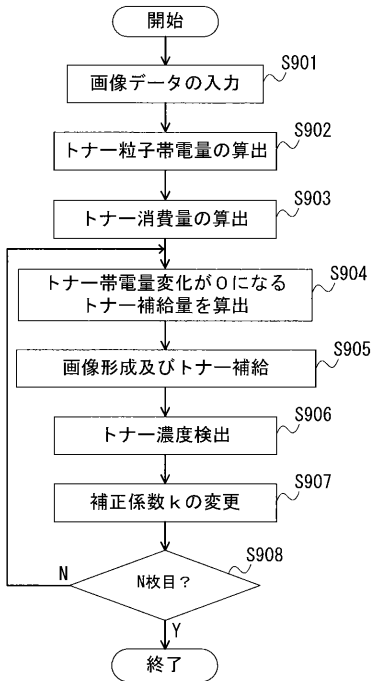 開始
画像データの入力
S901
トナー粒子帯電量の算出
S902
トナー消費量の算出
S903
トナー帯電量変化が0になる
トナー補給量を算出
S904
画像形成及びトナー補給
S905
トナー濃度検出
S906
補正係数kの変更
S907
N枚目?
S908
N
Y
終了